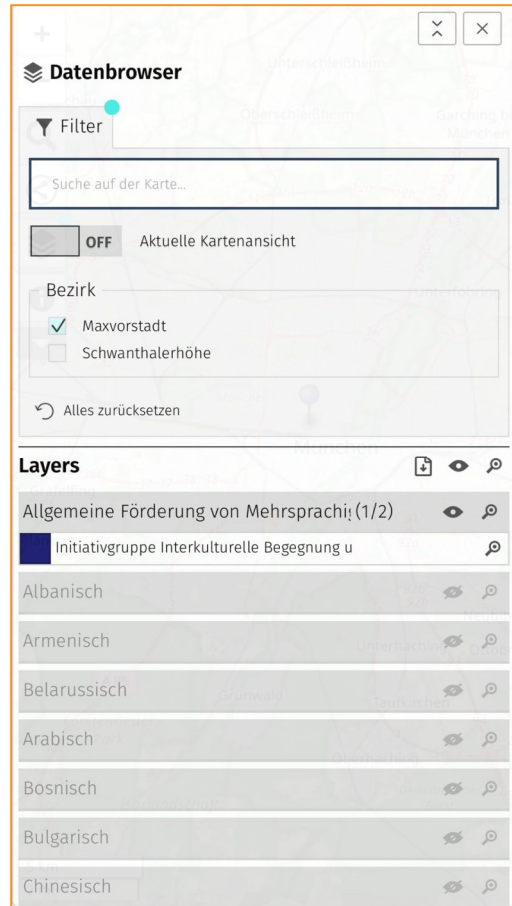 Datenbrowser
Filter
Suche auf der Karte...
OFF Aktuelle Kartenansicht
Bezirk
Maxvorstadt
Schwanthalerhöhe
Alles zurücksetzen
München
Layers
Allgemeine Förderung von Mehrsprachi (1/2)
Initiativgruppe Interkulturelle Begegnung u
Albanisch
Armenisch
Belarussisch
Arabisch
Bosnisch
Bulgarisch
Chinesisch